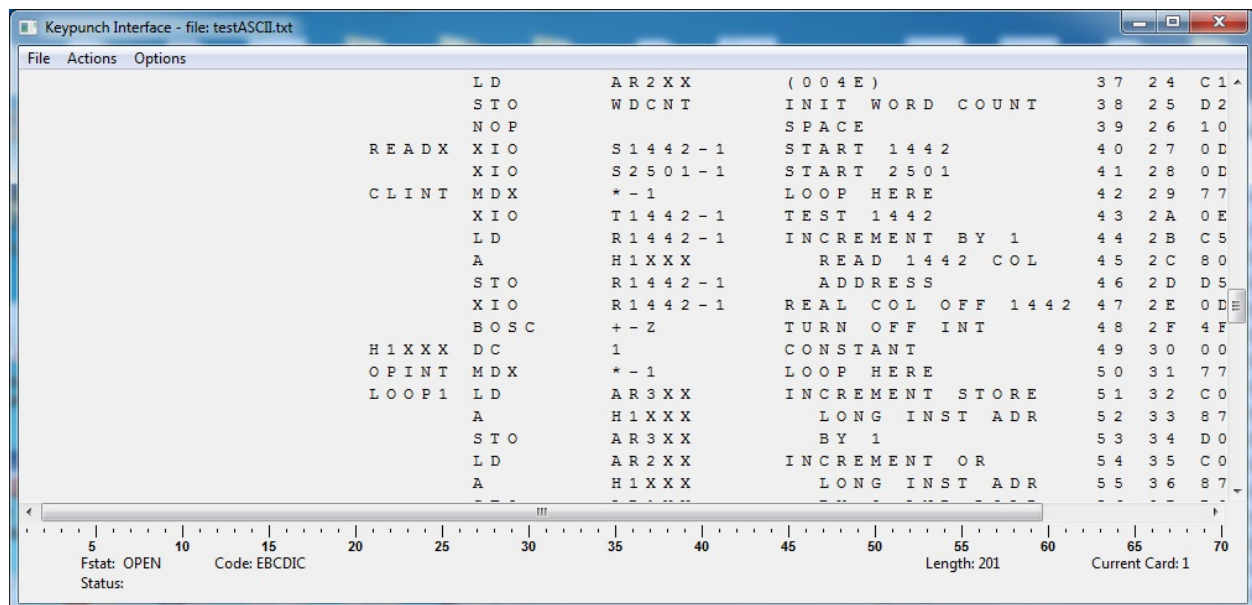 Keypunch Interface - file: testASCII.txt
File Actions Options
LD AR2XX (004E) 37 24 C1
STO WDCNT INIT WORD COUNT 38 25 D2
NOP SPACE 39 26 10
READX XIO S1442-1 START 1442 40 27 0D
XIO S2501-1 START 2501 41 28 0D
CLINT MDX *-1 LOOP HERE 42 29 77
XIO T1442-1 TEST 1442 43 2A 0E
LD R1442-1 INCREMENT BY 1 44 2B C5
A H1XXX READ 1442 COL 45 2C 80
STO R1442-1 ADDRESS 46 2D D5
XIO R1442-1 REAL COL OFF 1442 47 2E 0D
BOSC +-Z TURN OFF INT 48 2F 4F
H1XXX DC 1 CONSTANT 49 30 00
OPINT MDX *-1 LOOP HERE 50 31 77
LOOP1 LD AR3XX INCREMENT STORE 51 32 C0
A H1XXX LONG INST ADR 52 33 87
STO AR3XX BY 1 53 34 D0
LD AR2XX INCREMENT OR 54 35 C0
A H1XXX LONG INST ADR 55 36 87
5 10 15 20 25 30 35 40 45 50 55 60 65 70
Fstat: OPEN Code: EBCDIC Length: 201 Current Card: 1
Status: